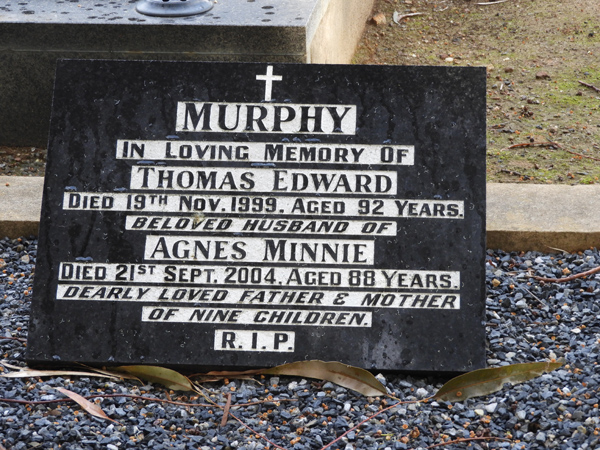 MURPHY
IN LOVING MEMORY OF
THOMAS EDWARD
DIED 19TH NOV. 1999. AGED 92 YEARS.
BELOVED HUSBAND OF
AGNES MINNIE
DIED 21ST SEPT. 2004. AGED 88 YEARS.
DEARLY LOVED FATHER & MOTHER
OF NINE CHILDREN.
R.I.P.